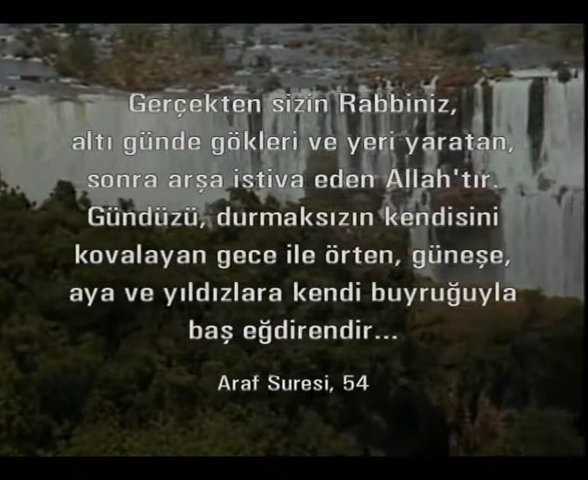 Gerçekten sizin Rabbiniz,
altı günde gökleri ve yeri yaratan,
sonra arşa istiva eden Allah'tır.
Gündüzü, durmaksızın kendisini
kovalayan gece ile örten, güneşe,
aya ve yıldızlara kendi buyruğuyla
baş eğdirendir...
Araf Suresi, 54